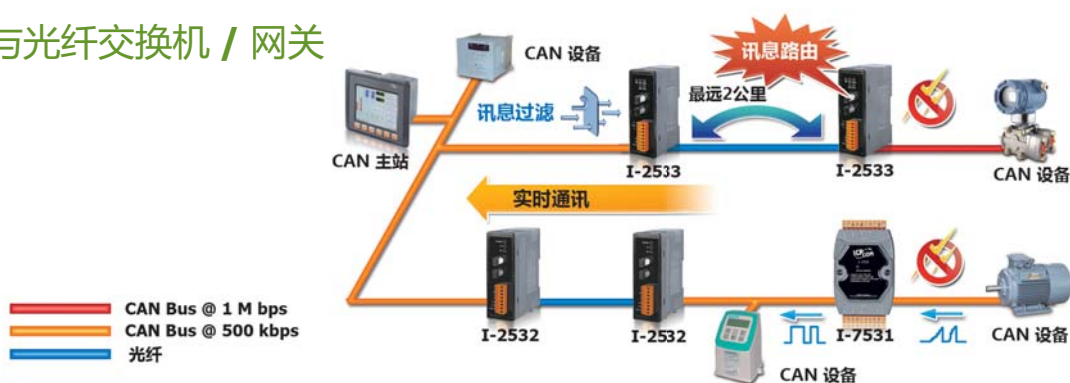 与光纤交换机 / 网关
CAN 设备
讯息路由
讯息过滤
最远2公里
CAN 主站
I-2533
I-2533
CAN 设备
实时通讯
CAN Bus @ 1 M bps
CAN Bus @ 500 kbps
光纤
I-2532
I-2532
I-7531
CAN 设备
CAN 设备